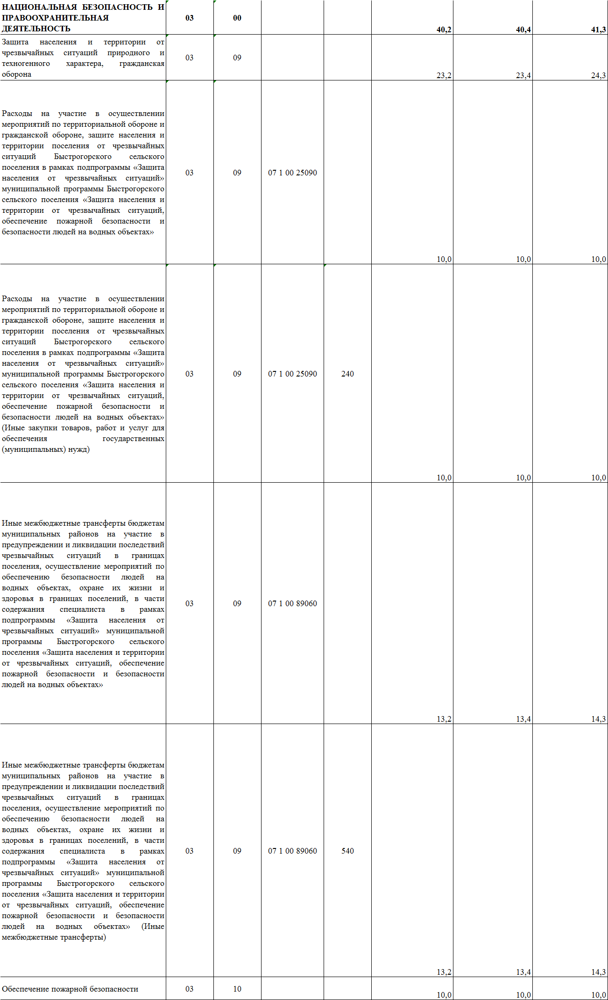 НАЦИОНАЛЬНАЯ БЕЗОПАСНОСТЬ И
ПРАВООХРАНИТЕЛЬНАЯ
ДЕЯТЕЛЬНОСТЬ
03 00 40,2 40,4 41,3
Защита населения и территории от
чрезвычайных ситуаций природного и
техногенного характера, гражданская
оборона
03 09 23,2 23,4 24,3
Расходы на участие в осуществлении
мероприятий по территориальной обороне и
гражданской обороне, защите населения и
территории поселения от чрезвычайных
ситуаций Быстрогорского сельского
поселения в рамках подпрограммы «Защита
населения от чрезвычайных ситуаций»
муниципальной программы Быстрогорского
сельского поселения «Защита населения и
территории от чрезвычайных ситуаций,
обеспечение пожарной безопасности и
безопасности людей на водных объектах»
03 09 07 1 00 25090 10,0 10,0 10,0
Расходы на участие в осуществлении
мероприятий по территориальной обороне и
гражданской обороне, защите населения и
территории поселения от чрезвычайных
ситуаций Быстрогорского сельского
поселения в рамках подпрограммы «Защита
населения от чрезвычайных ситуаций»
муниципальной программы Быстрогорского
сельского поселения «Защита населения и
территории от чрезвычайных ситуаций,
обеспечение пожарной безопасности и
безопасности людей на водных объектах»
(Иные закупки товаров, работ и услуг для
обеспечения государственных
(муниципальных) нужд)
03 09 07 1 00 25090 240 10,0 10,0 10,0
Иные межбюджетные трансферты бюджетам
муниципальных районов на участие в
предупреждении и ликвидации последствий
чрезвычайных ситуаций в границах
поселения, осуществление мероприятий по
обеспечению безопасности людей на
водных объектах, охране их жизни и
здоровья в границах поселений, в части
содержания специалиста в рамках
подпрограммы «Защита населения от
чрезвычайных ситуаций» муниципальной
программы Быстрогорского сельского
поселения «Защита населения и территории
от чрезвычайных ситуаций, обеспечение
пожарной безопасности и безопасности
людей на водных объектах»
03 09 07 1 00 89060 13,2 13,4 14,3
Иные межбюджетные трансферты бюджетам
муниципальных районов на участие в
предупреждении и ликвидации последствий
чрезвычайных ситуаций в границах
поселения, осуществление мероприятий по
обеспечению безопасности людей на
водных объектах, охране их жизни и
здоровья в границах поселений, в части
содержания специалиста в рамках
подпрограммы «Защита населения от
чрезвычайных ситуаций» муниципальной
программы Быстрогорского сельского
поселения «Защита населения и территории
от чрезвычайных ситуаций, обеспечение
пожарной безопасности и безопасности
людей на водных объектах» (Иные
межбюджетные трансферты)
03 09 07 1 00 89060 540 13,2 13,4 14,3
Обеспечение пожарной безопасности 03 10 10,0 10,0 10,0